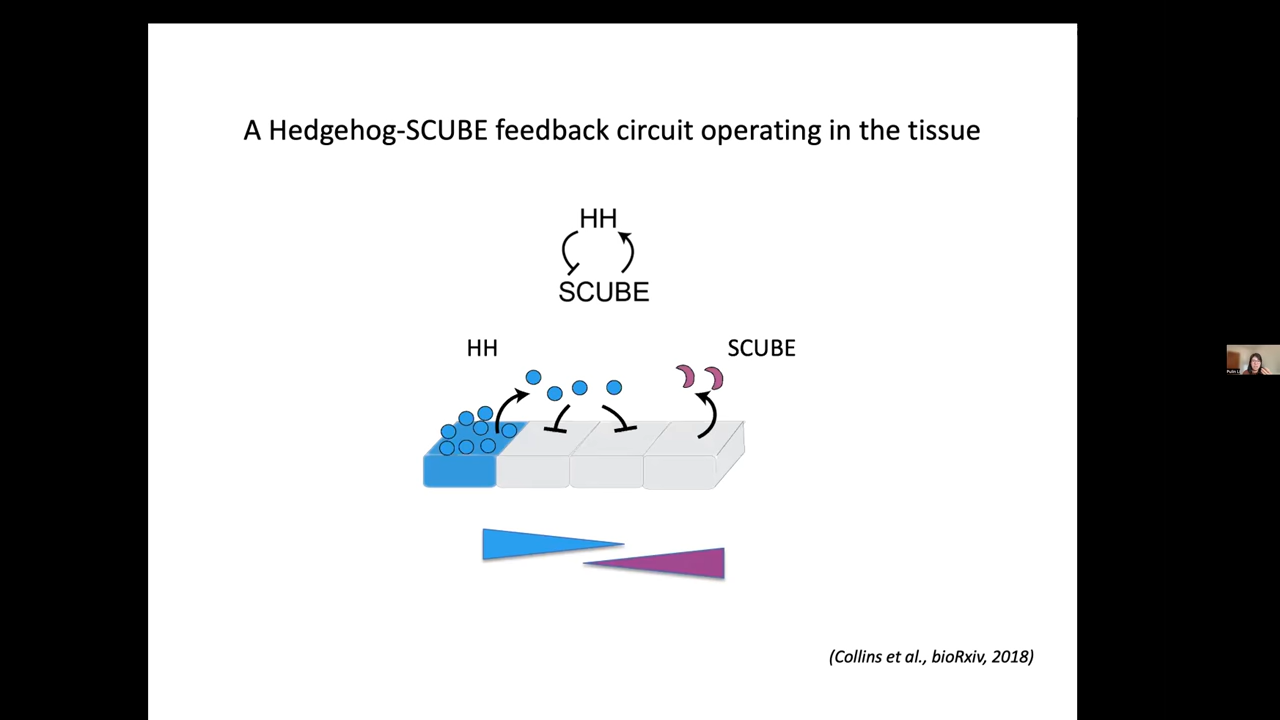 A Hedgehog-SCUBE feedback circuit operating in the tissue
HH
SCUBE
HH
SCUBE
(Collins et al., bioRxiv, 2018)